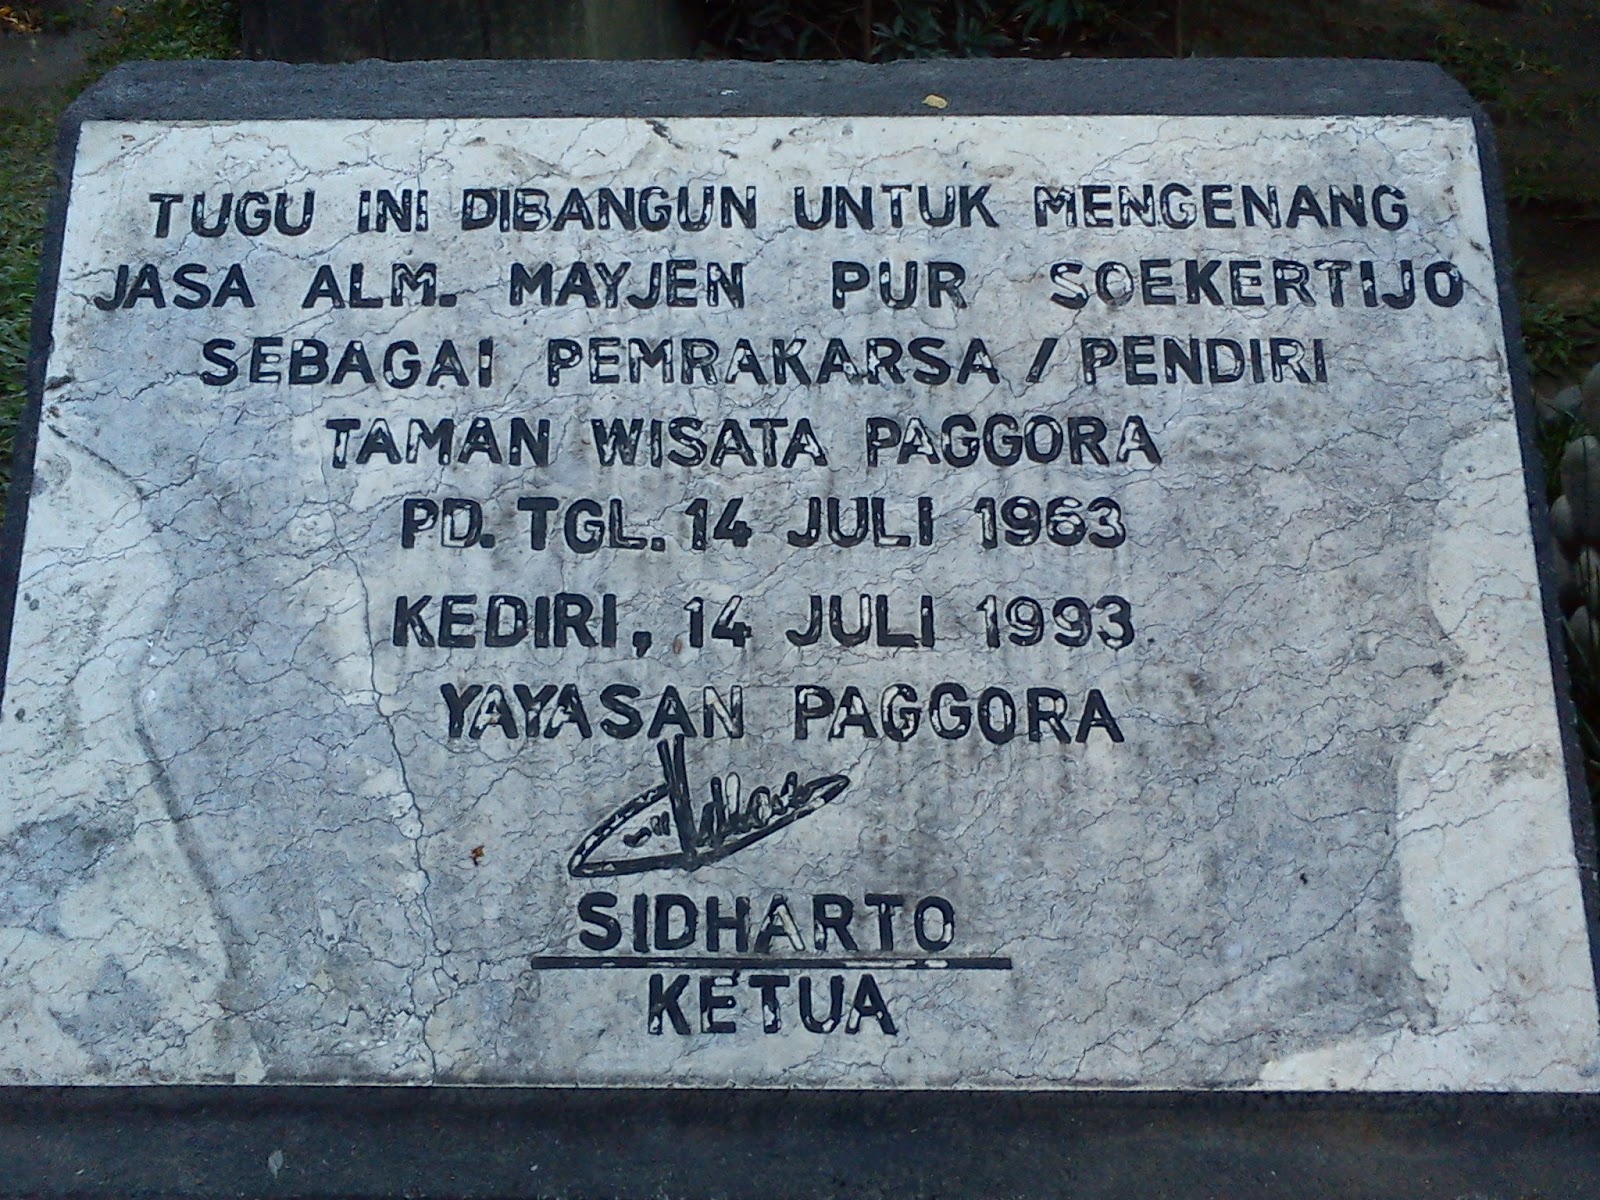 TUGU INI DIBANGUN UNTUK MENGENANG
JASA ALM. MAYJEN PUR SOEKERTIJO
SEBAGAI PEMRAKARSA / PENDIRI
TAMAN WISATA PAGGORA
PD. TGL. 14 JULI 1963
KEDIRI, 14 JULI 1993
YAYASAN PAGGORA
SIDHARTO
KETUA